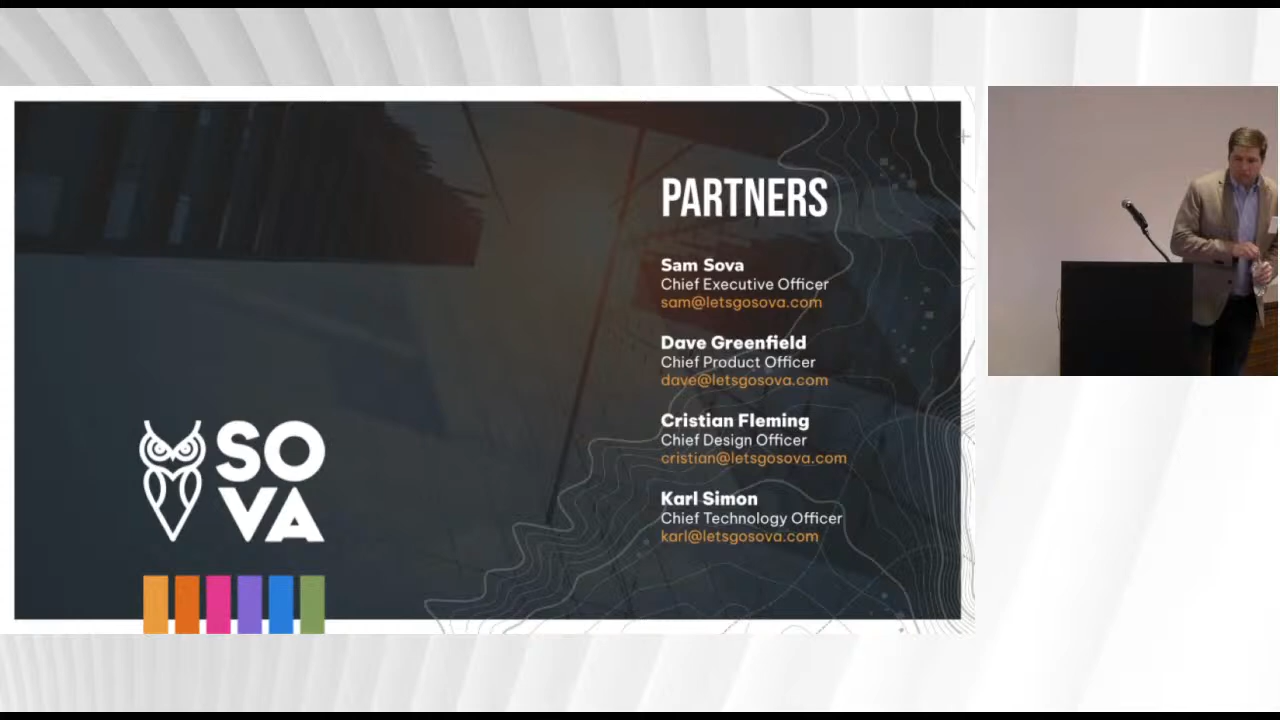 PARTNERS
Sam Sova
Chief Executive Officer
sam@letsgosova.com
Dave Greenfield
Chief Product Officer
dave@letsgosova.com
Cristian Fleming
Chief Design Officer
cristian@letsgosova.com
Karl Simon
Chief Technology Officer
karl@letsgosova.com
SO
VA